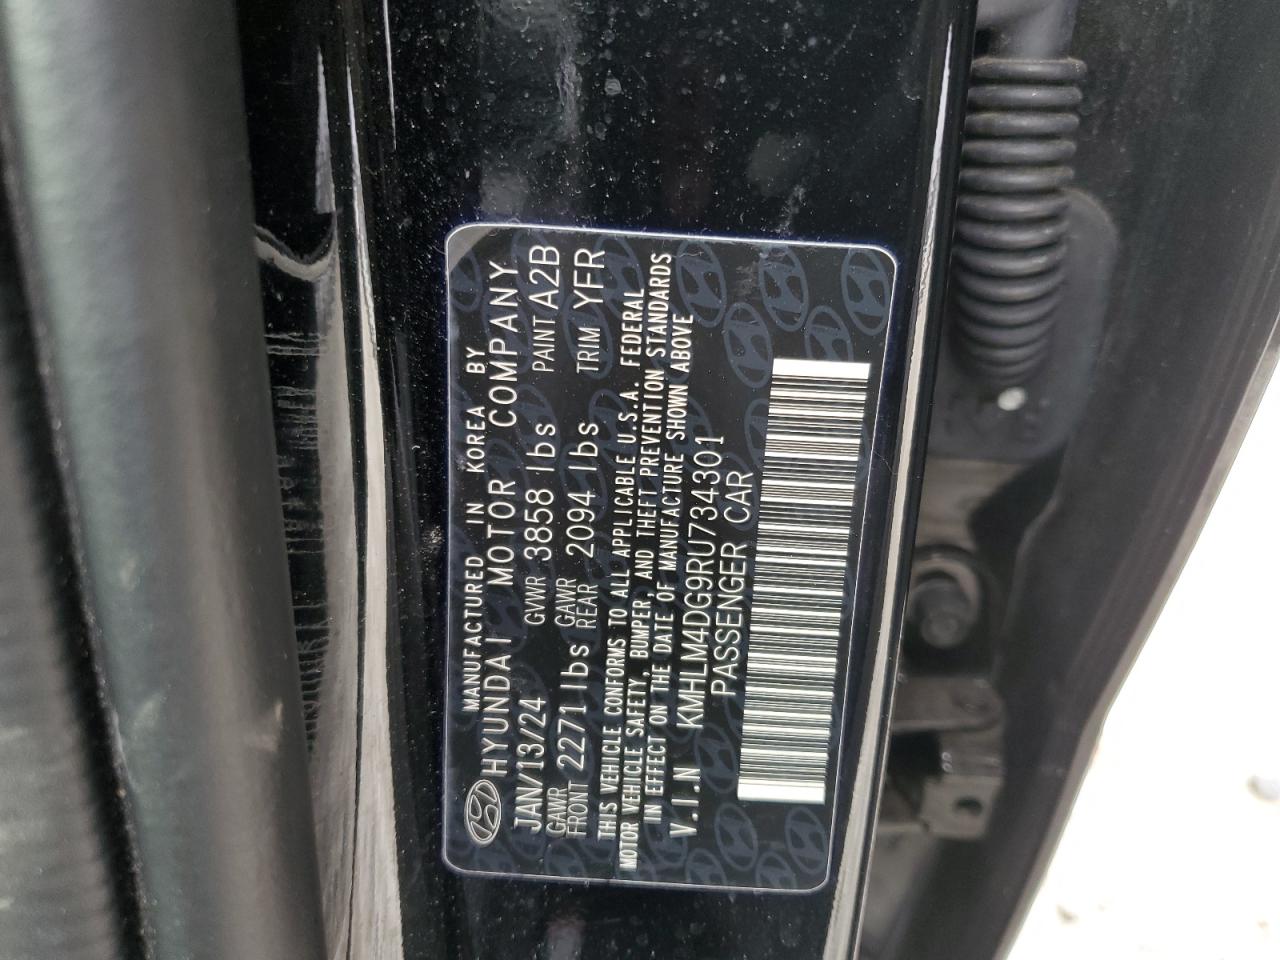 MANUFACTURED IN KOREA BY
HYUNDAI MOTOR COMPANY
JAN/13/24 GVWR 3858 lbs PAINT A2B
GAWR FRONT 2271 lbs GAWR REAR 2094 lbs TRIM YFR
THIS VEHICLE CONFORMS TO ALL APPLICABLE U.S.A. FEDERAL
MOTOR VEHICLE SAFETY, BUMPER, AND THEFT PREVENTION STANDARDS
IN EFFECT ON THE DATE OF MANUFACTURE SHOWN ABOVE
V.I.N KMHLM4DG9RU734301
PASSENGER CAR